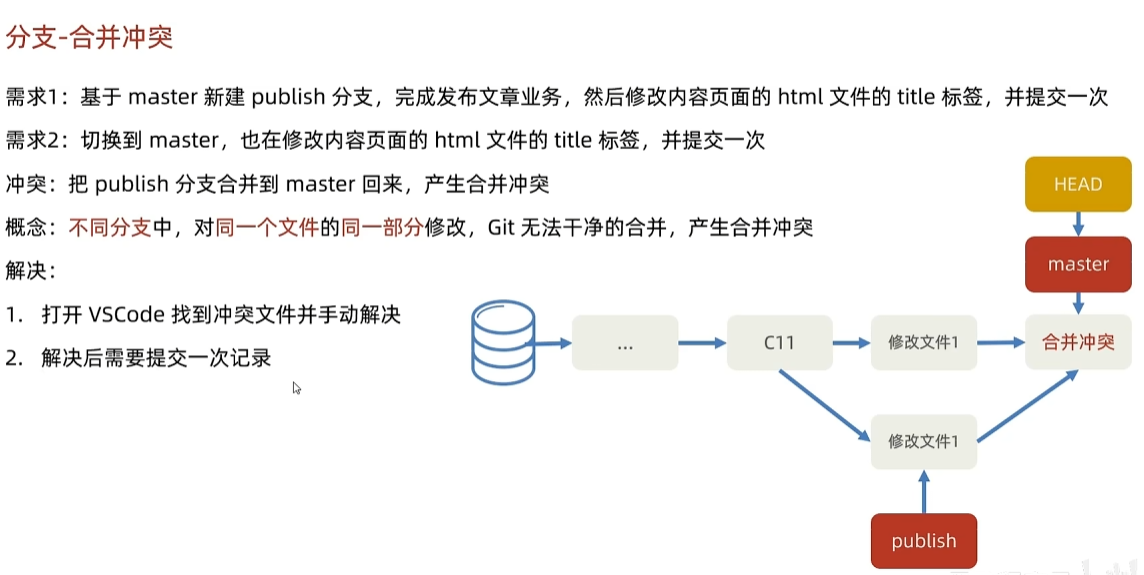 分支-合并冲突
需求1：基于 master 新建 publish 分支，完成发布文章业务，然后修改内容页面的 html 文件的 title 标签，并提交一次
需求2：切换到 master，也在修改内容页面的 html 文件的 title 标签，并提交一次
冲突：把 publish 分支合并到 master 回来，产生合并冲突
概念：不同分支中，对同一个文件的同一部分修改，Git 无法干净的合并，产生合并冲突
解决：
1. 打开 VSCode 找到冲突文件并手动解决
2. 解决后需要提交一次记录
HEAD
master
...
C11
修改文件1
合并冲突
修改文件1
publish